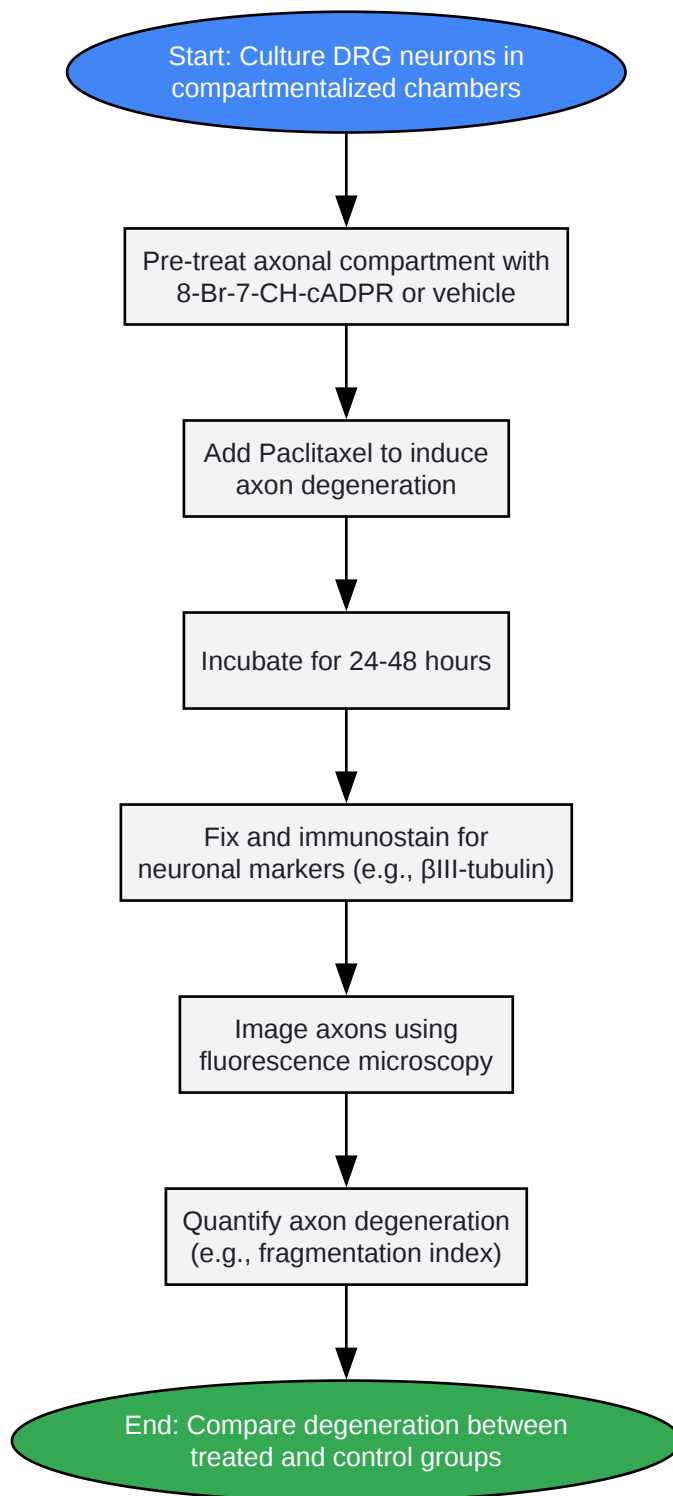 Start: Culture DRG neurons in
compartmentalized chambers
Pre-treat axonal compartment with
8-Br-7-CH-cADPR or vehicle
Add Paclitaxel to induce
axon degeneration
Incubate for 24-48 hours
Fix and immunostain for
neuronal markers (e.g., βIII-tubulin)
Image axons using
fluorescence microscopy
Quantify axon degeneration
(e.g., fragmentation index)
End: Compare degeneration between
treated and control groups